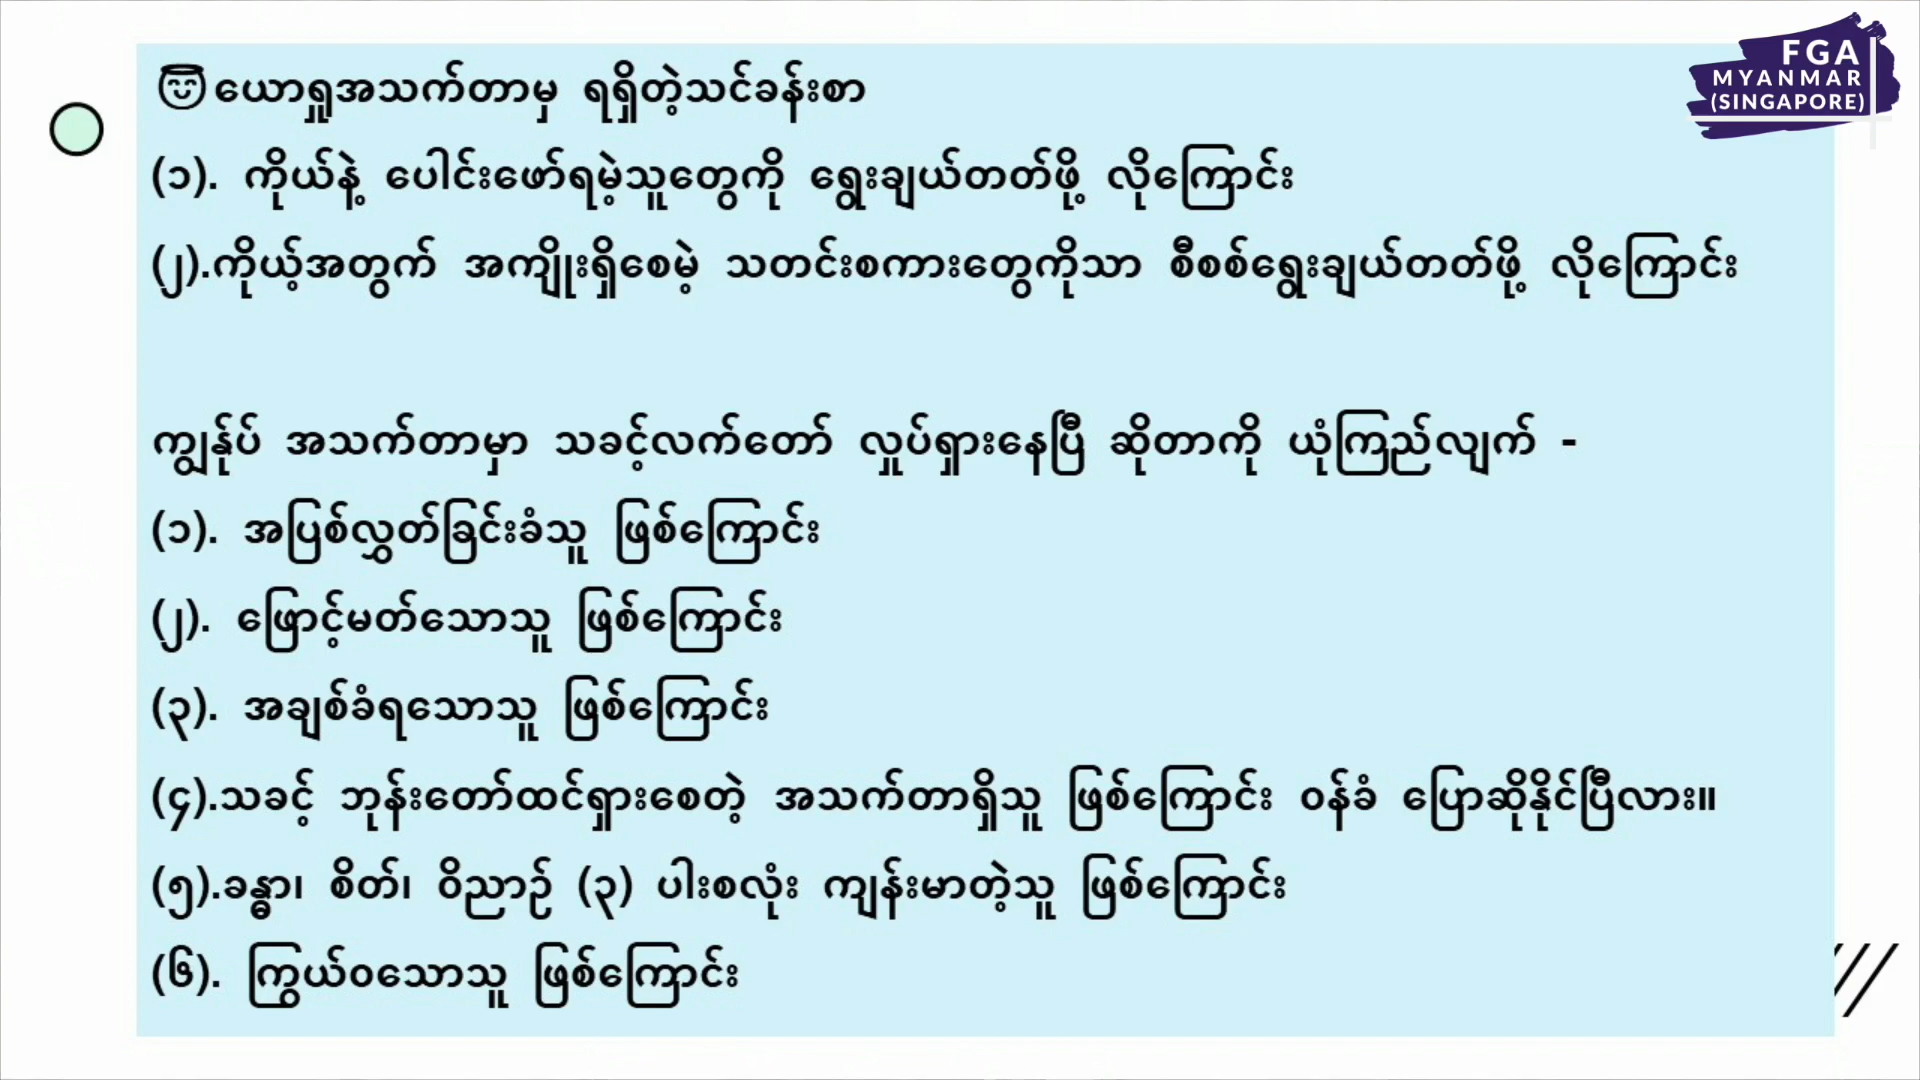 ယောရှုအသက်တာမှ ရရှိတဲ့သင်ခန်းစာ
(၁). ကိုယ်နဲ့ ပေါင်းဖော်ရမဲ့သူတွေကို ရွေးချယ်တတ်ဖို့ လိုကြောင်း
(၂).ကိုယ့်အတွက် အကျိုးရှိစေမဲ့ သတင်းစကားတွေကိုသာ စီစစ်ရွေးချယ်တတ်ဖို့ လိုကြောင်း
ကျွန်ုပ် အသက်တာမှာ သခင့်လက်တော် လှုပ်ရှားနေပြီ ဆိုတာကို ယုံကြည်လျက် -
(၁). အပြစ်လွှတ်ခြင်းခံသူ ဖြစ်ကြောင်း
(၂). ဖြောင့်မတ်သောသူ ဖြစ်ကြောင်း
(၃). အချစ်ခံရသောသူ ဖြစ်ကြောင်း
(၄).သခင့် ဘုန်းတော်ထင်ရှားစေတဲ့ အသက်တာရှိသူ ဖြစ်ကြောင်း ဝန်ခံ ပြောဆိုနိုင်ပြီလား။
(၅).ခန္ဓာ၊ စိတ်၊ ဝိညာဉ် (၃) ပါးစလုံး ကျန်းမာတဲ့သူ ဖြစ်ကြောင်း
(၆). ကြွယ်ဝသောသူ ဖြစ်ကြောင်း
FGA
MYANMAR
(SINGAPORE)